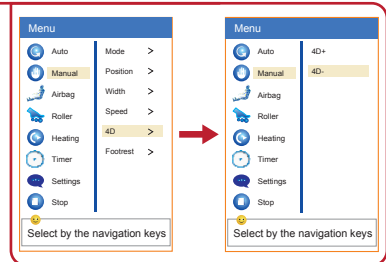 Menu
Auto
Manual
Airbag
Roller
Heating
Timer
Settings
Stop
Mode >
Position >
Width >
Speed >
4D >
Footrest >
Select by the navigation keys
Menu
Auto
Manual
Airbag
Roller
Heating
Timer
Settings
Stop
4D+
4D-
Select by the navigation keys